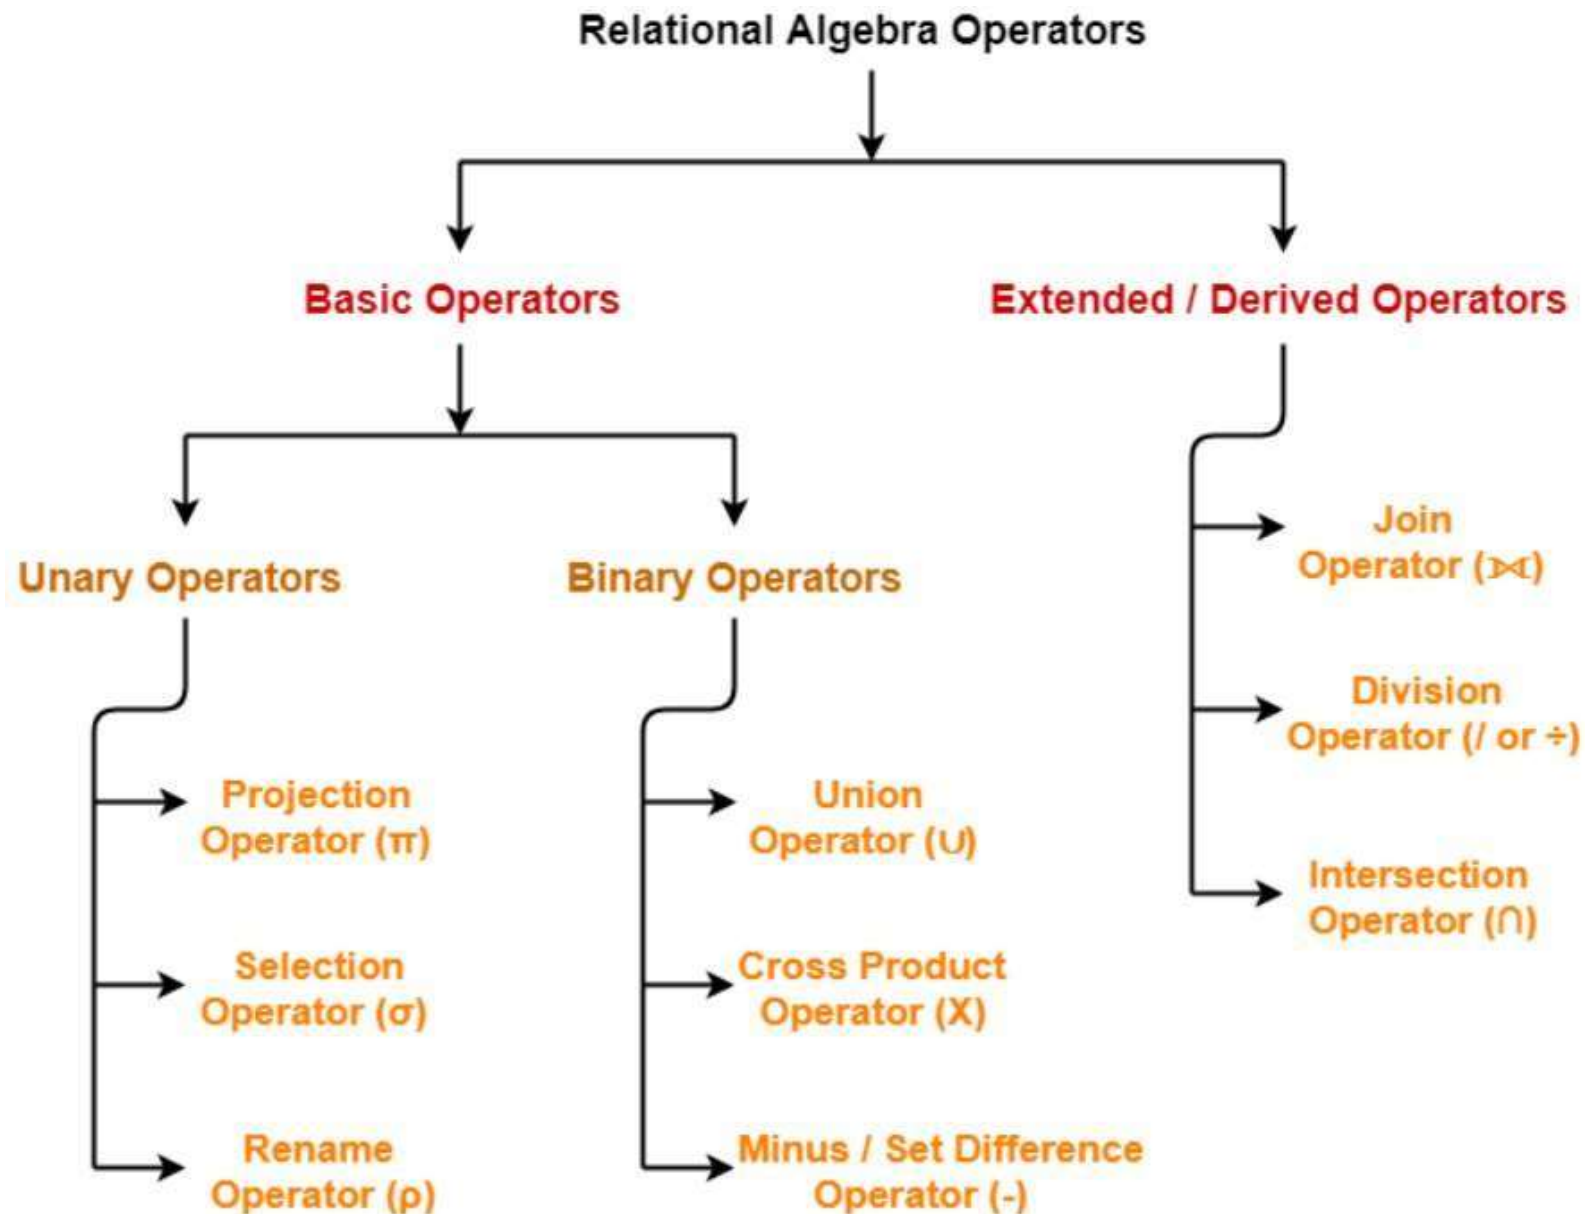 Relational Algebra Operators
Basic Operators
Extended / Derived Operators
Unary Operators
Binary Operators
Join
Operator (⋈)
Division
Operator (/ or ÷)
Intersection
Operator (∩)
Projection
Operator (π)
Selection
Operator (σ)
Rename
Operator (ρ)
Union
Operator (∪)
Cross Product
Operator (X)
Minus / Set Difference
Operator (-)